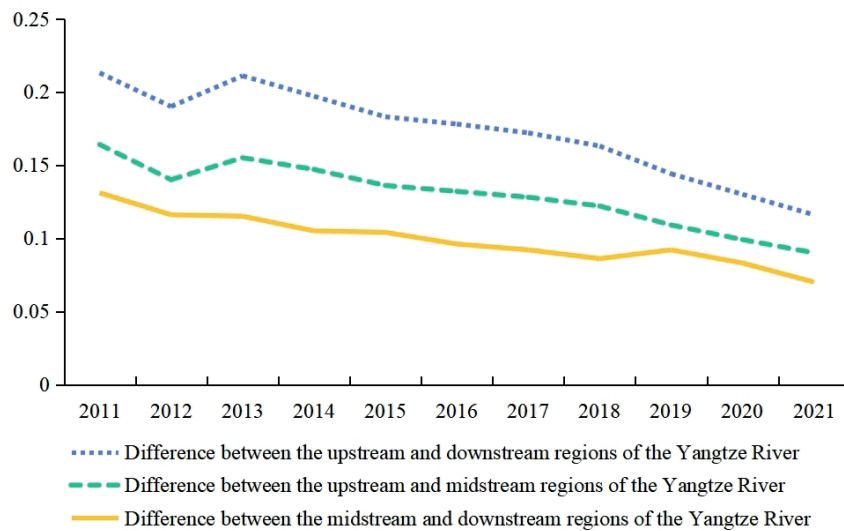 0.25
0.2
0.15
0.1
0.05
0
2011 2012 2013 2014 2015 2016 2017 2018 2019 2020 2021
Difference between the upstream and downstream regions of the Yangtze River
Difference between the upstream and midstream regions of the Yangtze River
Difference between the midstream and downstream regions of the Yangtze River